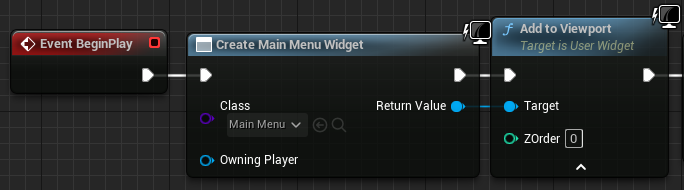 Event BeginPlay
Create Main Menu Widget
Class
Main Menu
Return Value
Owning Player
f Add to Viewport
Target is User Widget
Target
ZOrder 0